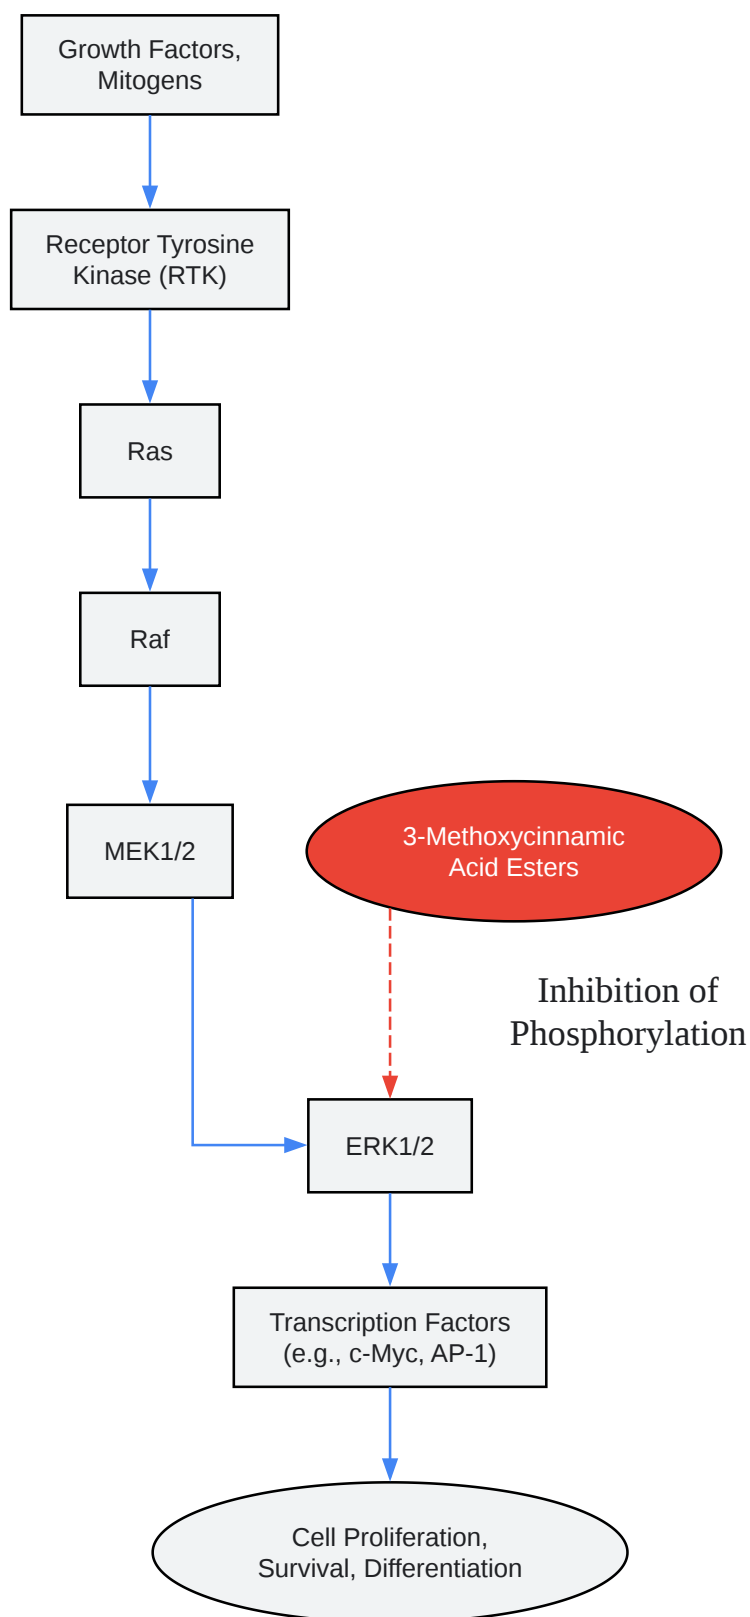 Growth Factors,
Mitogens
Receptor Tyrosine
Kinase (RTK)
Ras
Raf
MEK1/2
3-Methoxycinnamic
Acid Esters
Inhibition of
Phosphorylation
ERK1/2
Transcription Factors
(e.g., c-Myc, AP-1)
Cell Proliferation,
Survival, Differentiation